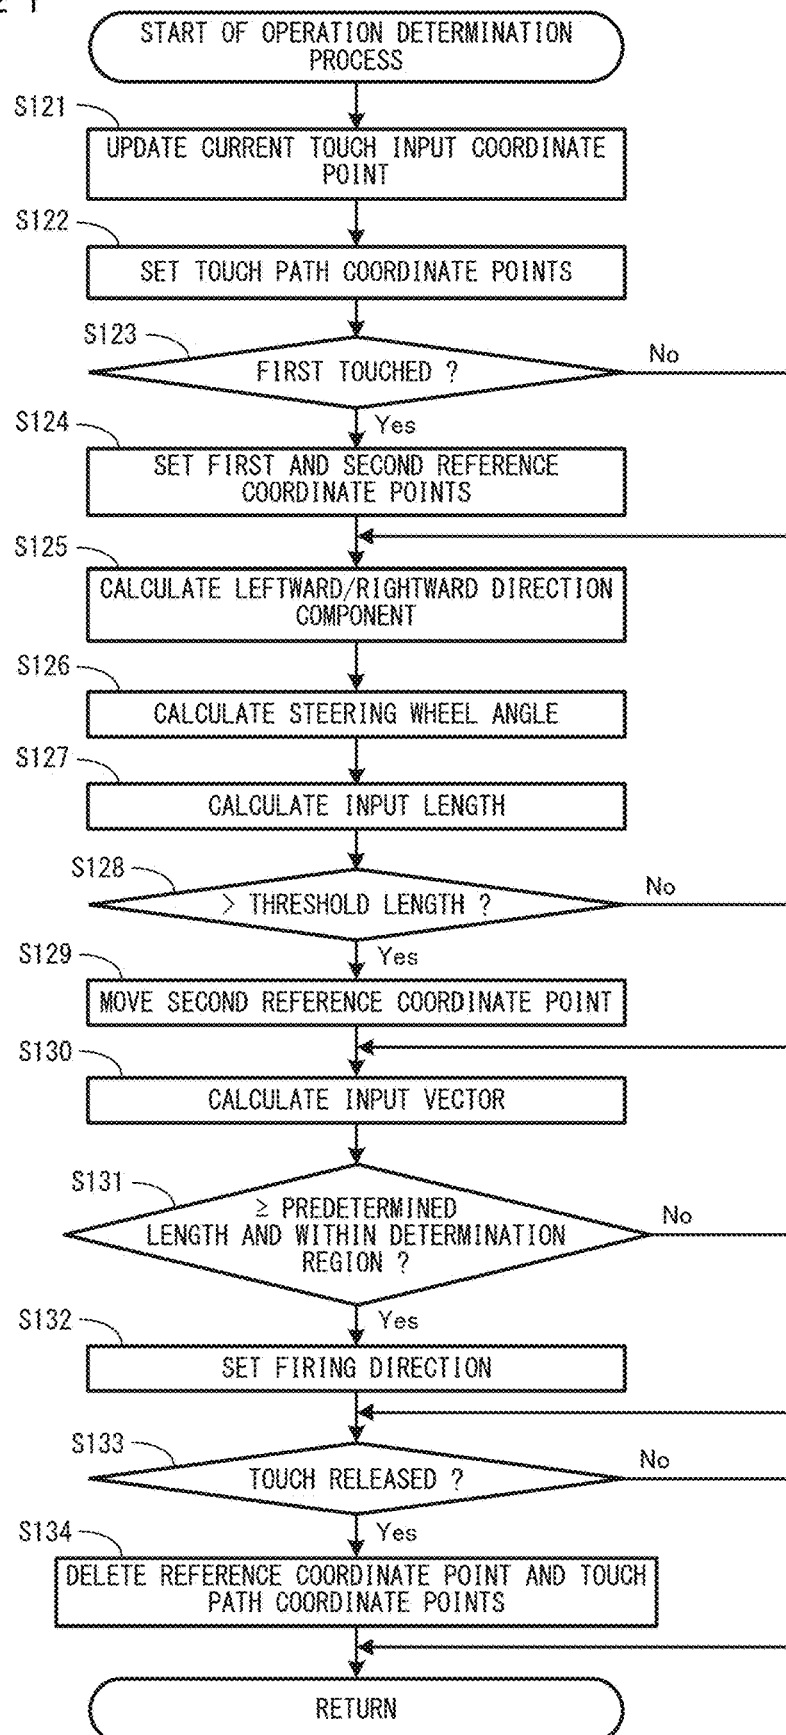 START OF OPERATION DETERMINATION
PROCESS
S121
UPDATE CURRENT TOUCH INPUT COORDINATE
POINT
S122
SET TOUCH PATH COORDINATE POINTS
S123
FIRST TOUCHED ?
No
Yes
S124
SET FIRST AND SECOND REFERENCE
COORDINATE POINTS
S125
CALCULATE LEFTWARD/RIGHTWARD DIRECTION
COMPONENT
S126
CALCULATE STEERING WHEEL ANGLE
S127
CALCULATE INPUT LENGTH
S128
> THRESHOLD LENGTH ?
No
Yes
S129
MOVE SECOND REFERENCE COORDINATE POINT
S130
CALCULATE INPUT VECTOR
S131
≥ PREDETERMINED
LENGTH AND WITHIN DETERMINATION
REGION ?
No
Yes
S132
SET FIRING DIRECTION
S133
TOUCH RELEASED ?
No
Yes
S134
DELETE REFERENCE COORDINATE POINT AND TOUCH
PATH COORDINATE POINTS
RETURN